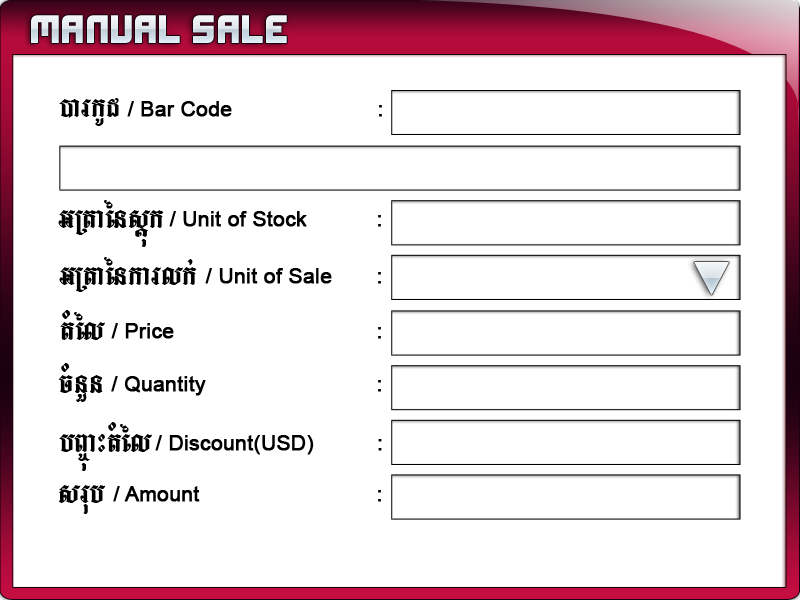 MANUAL SALE
បារកូដ / Bar Code :
អត្រានៃស្តុក / Unit of Stock :
អត្រានៃការលក់ / Unit of Sale :
តំលៃ / Price :
ចំនួន / Quantity :
បញ្ចុះតំលៃ / Discount(USD) :
សរុប / Amount :